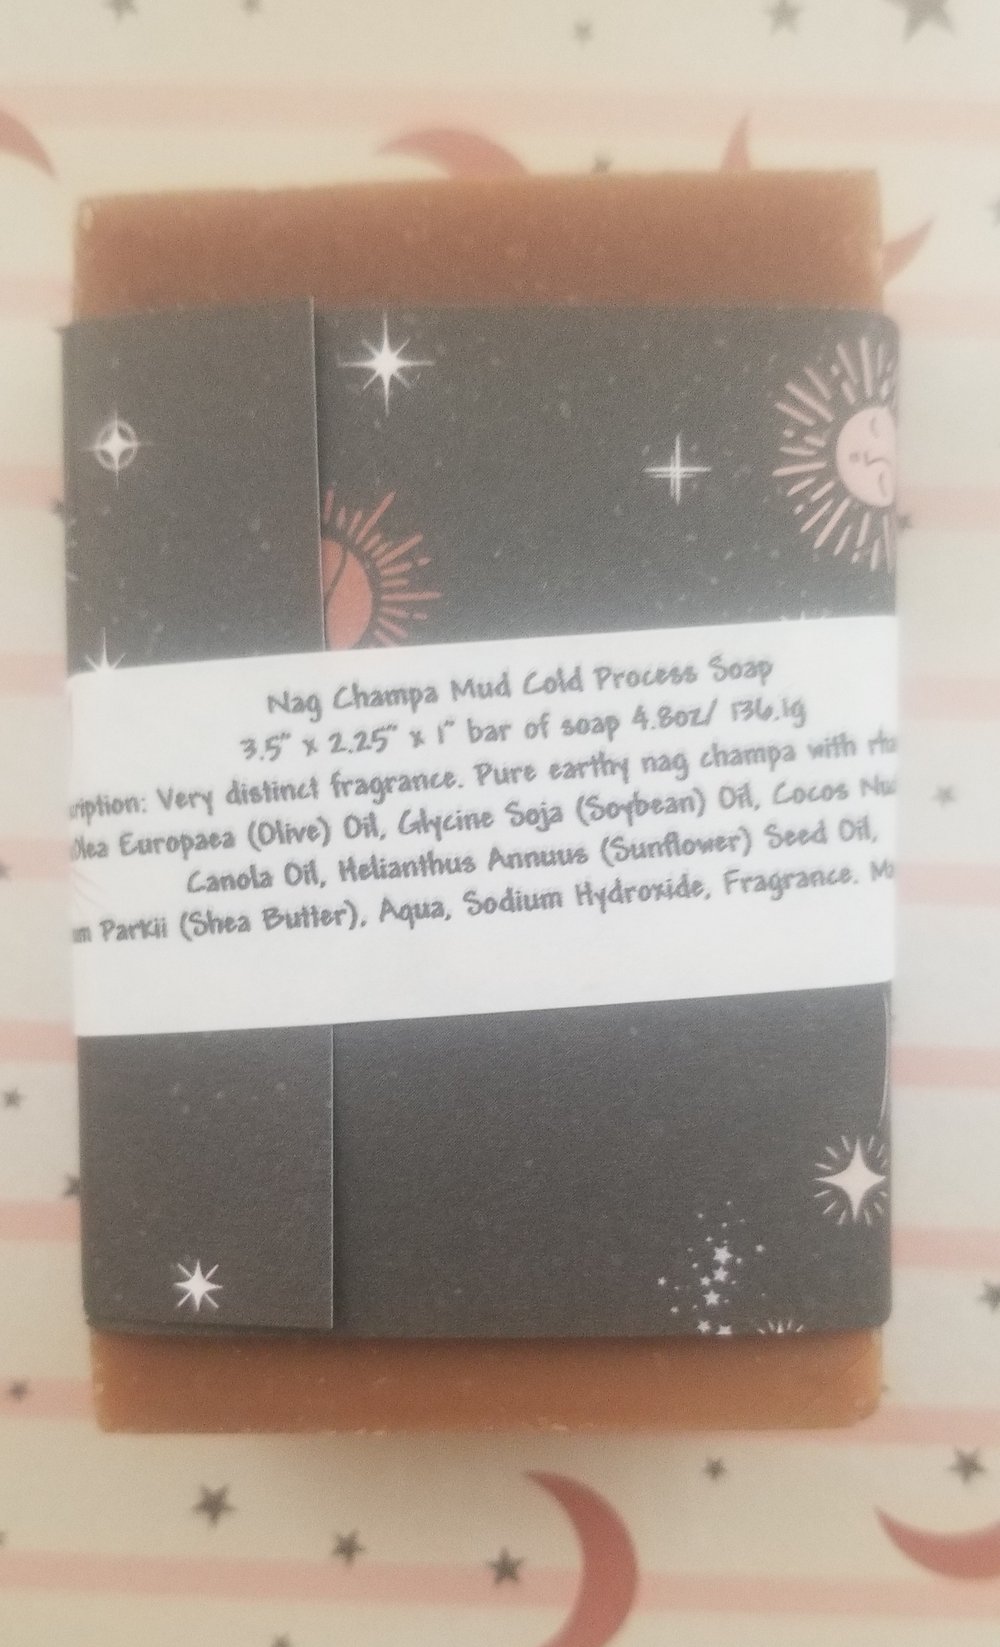 Nag Champa Mud Cold Process Soap
3.5" x 2.25" x 1" bar of soap 4.8oz/ 136.1g
cription: Very distinct fragrance. Pure earthy nag champa with
Olea Europaea (Olive) Oil, Glycine Soja (Soybean) Oil, Cocos
Canola Oil, Helianthus Annuus (Sunflower) Seed Oil,
Parkii (Shea Butter), Aqua, Sodium Hydroxide, Fragrance.